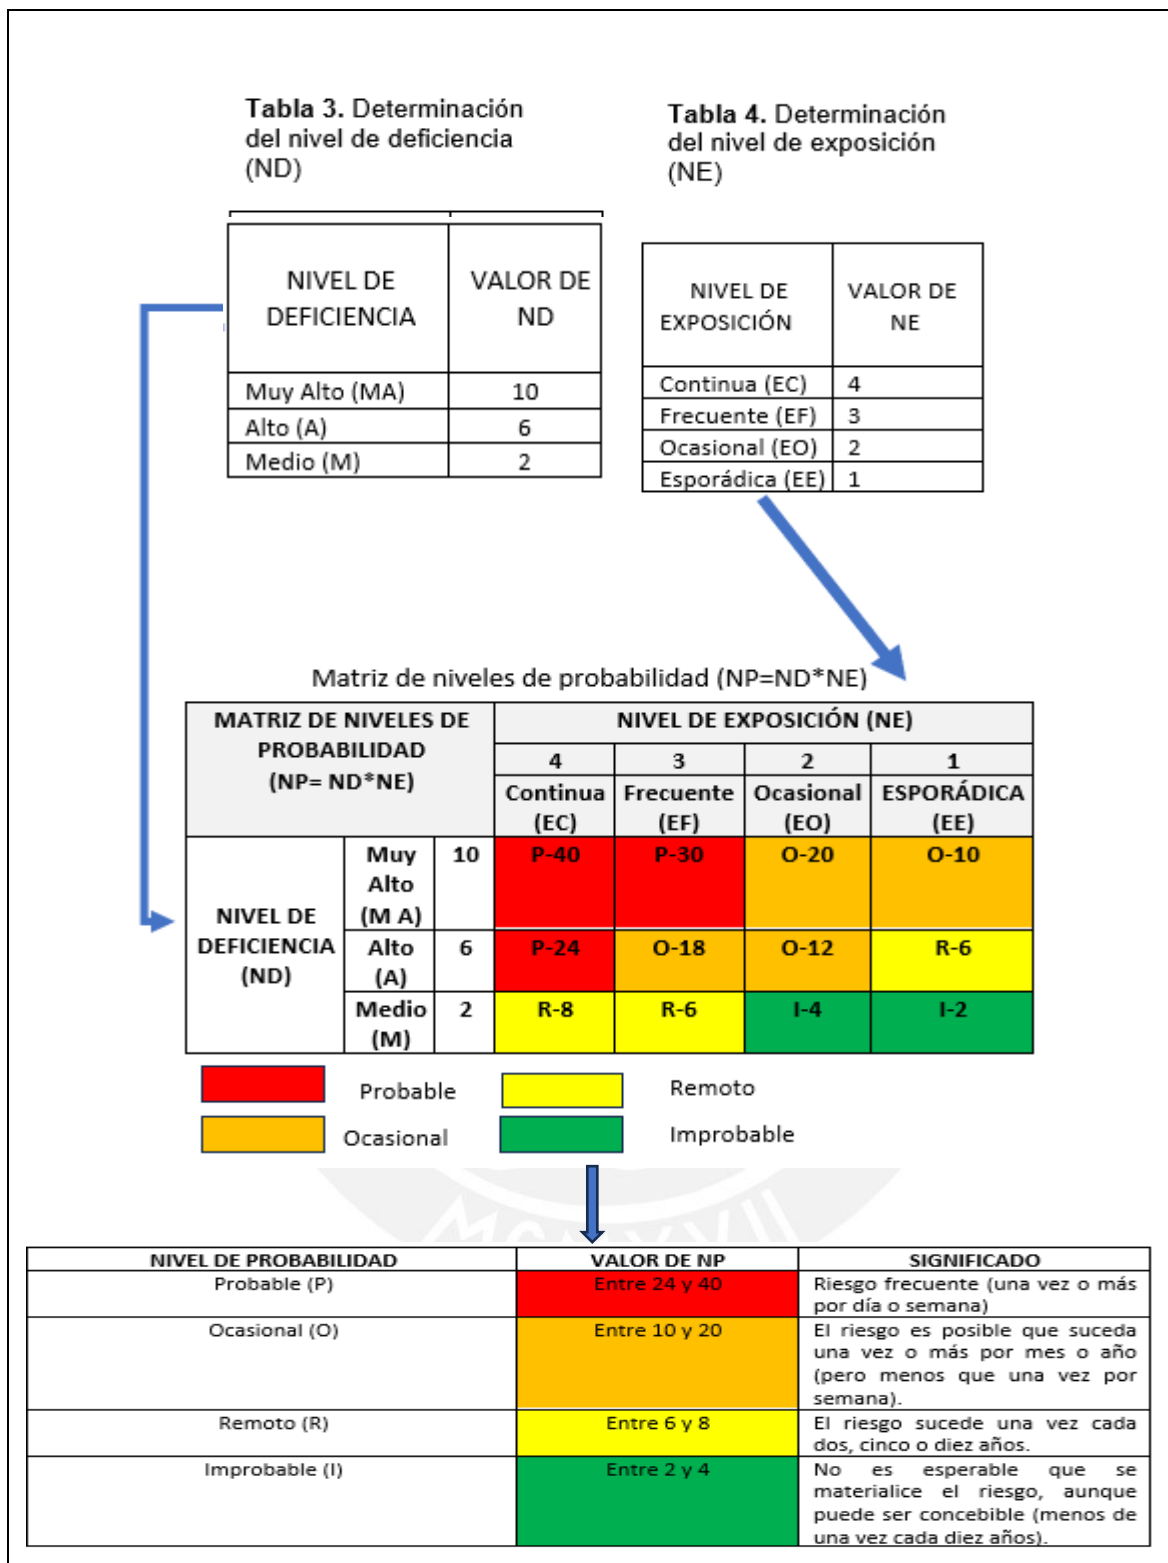 Tabla 3. Determinación
del nivel de deficiencia
(ND)
Tabla 4. Determinación
del nivel de exposición
(NE)
NIVEL DE
DEFICIENCIA
VALOR DE
ND
Muy Alto (MA) 10
Alto (A) 6
Medio (M) 2
NIVEL DE
EXPOSICIÓN
VALOR DE
NE
Continua (EC) 4
Frecuente (EF) 3
Ocasional (EO) 2
Esporádica (EE) 1
Matriz de niveles de probabilidad (NP=ND*NE)
MATRIZ DE NIVELES DE
PROBABILIDAD
(NP= ND*NE)
NIVEL DE EXPOSICIÓN (NE)
4 3 2 1
Continua Frecuente Ocasional ESPORÁDICA
(EC) (EF) (EO) (EE)
NIVEL DE
DEFICIENCIA
(ND)
Muy
Alto
(M A)
10 P-40 P-30 O-20 O-10
Alto
(A)
6 P-24 O-18 O-12 R-6
Medio
(M)
2 R-8 R-6 I-4 I-2
Probable Remoto
Ocasional Improbable
MCMXVII
NIVEL DE PROBABILIDAD VALOR DE NP SIGNIFICADO
Probable (P) Entre 24 y 40 Riesgo frecuente (una vez o más
por día o semana)
Ocasional (O) Entre 10 y 20 El riesgo es posible que suceda
una vez o más por mes o año
(pero menos que una vez por
semana).
Remoto (R) Entre 6 y 8 El riesgo sucede una vez cada
dos, cinco o diez años.
Improbable (I) Entre 2 y 4 No es esperable que se
materialice el riesgo, aunque
puede ser concebible (menos de
una vez cada diez años).